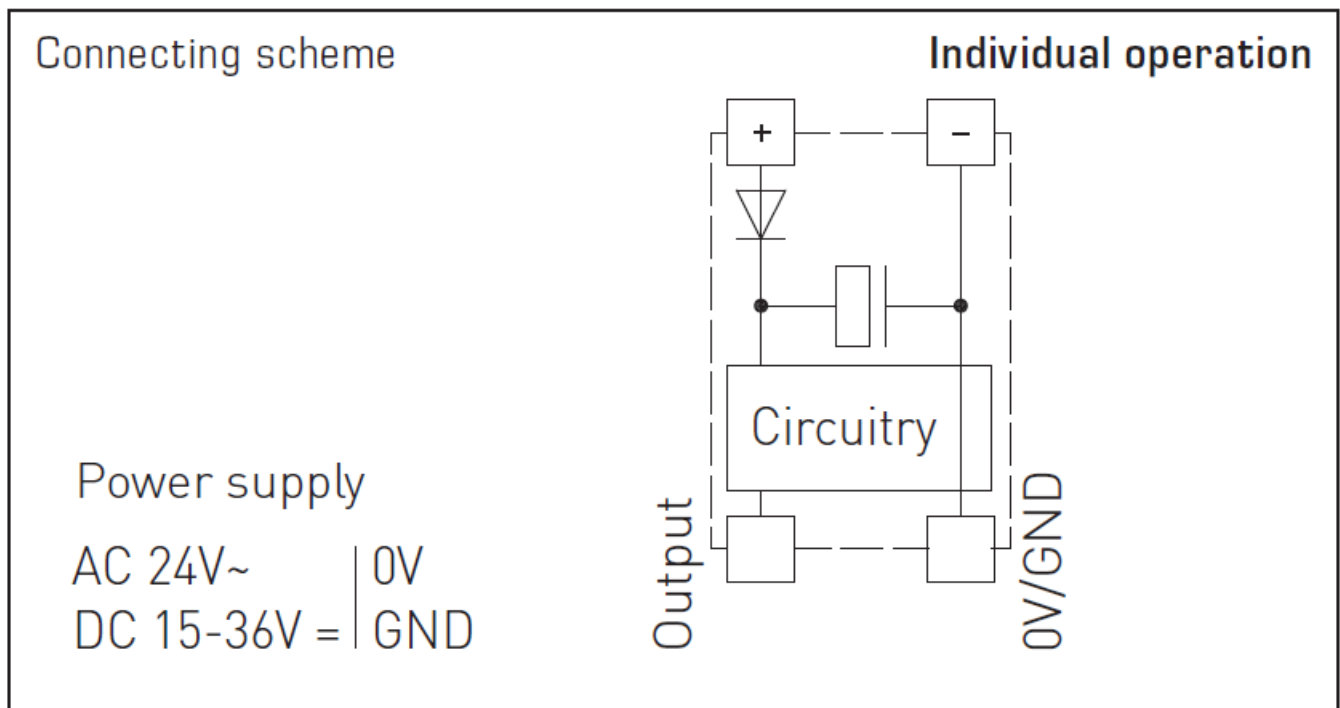 Connecting scheme
Individual operation
+ −
Circuitry
Power supply
AC 24V~ | 0V
DC 15-36V = | GND
Output
0V/GND